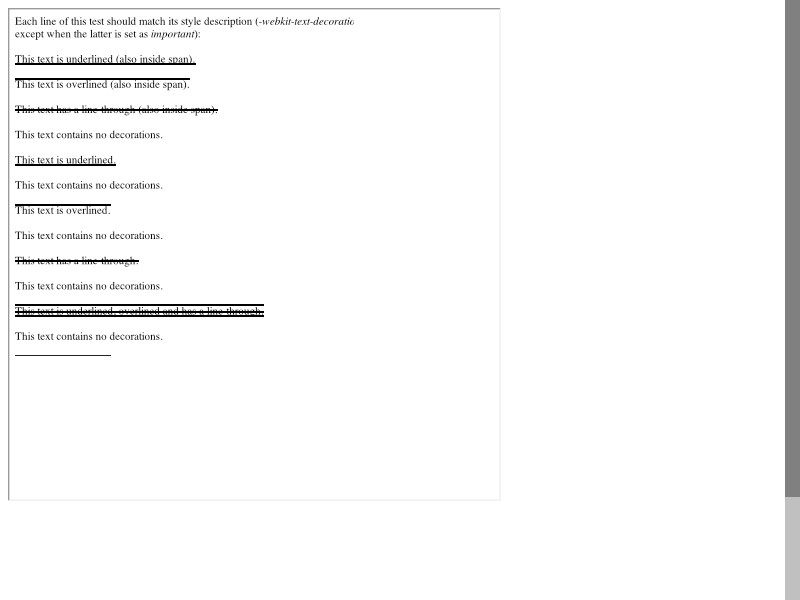 Each line of this test should match its style description (-webkit-text-decoratio
except when the latter is set as important):
This text is underlined (also inside span).
This text is overlined (also inside span).
This text has a line-through (also inside span).
This text contains no decorations.
This text is underlined.
This text contains no decorations.
This text is overlined.
This text contains no decorations.
This text has a line-through.
This text contains no decorations.
This text is underlined, overlined and has a line-through.
This text contains no decorations.